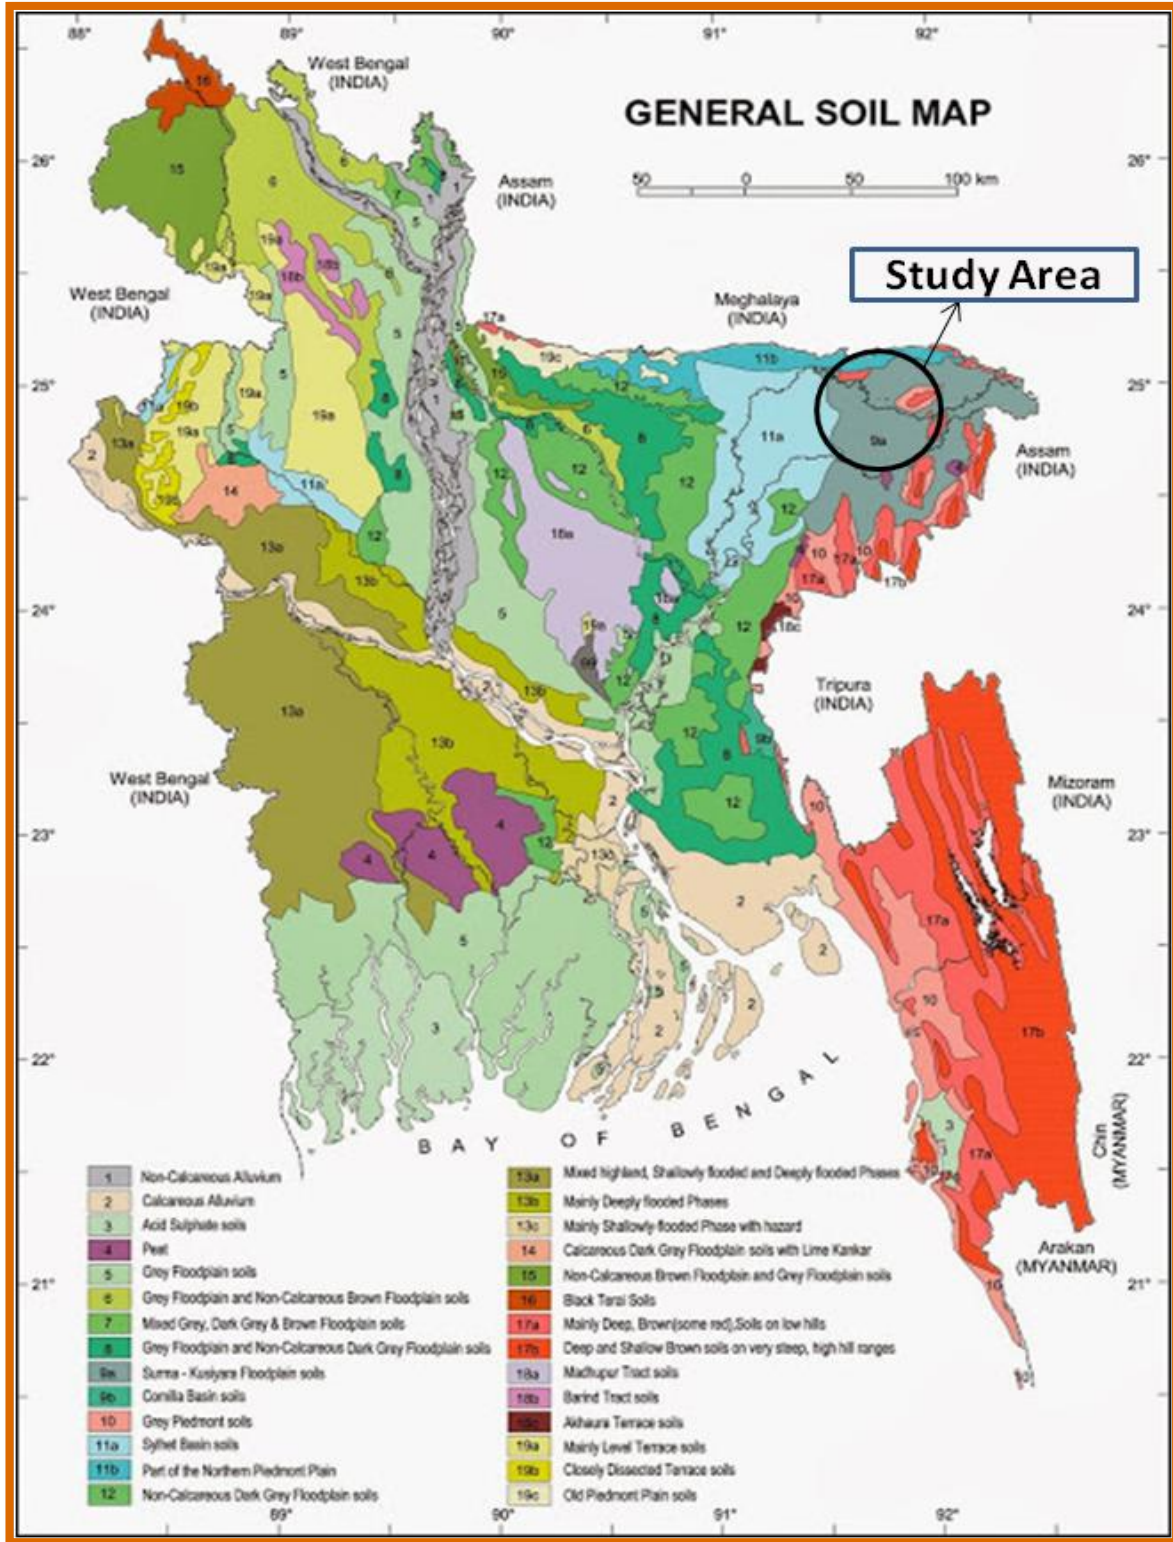 88°
89°
90°
91°
92°
West Bengal
(INDIA)
GENERAL SOIL MAP
50 0 50 100 km
26°
26°
Assam
(INDIA)
Study Area
West Bengal
(INDIA)
Meghalaya
(INDIA)
25°
25°
Assam
(INDIA)
24°
24°
Tripura
(INDIA)
West Bengal
(INDIA)
Mizoram
(INDIA)
23°
23°
22°
22°
BAY OF BENGAL
Chin
(MYANMAR)
Arakan
(MYANMAR)
21°
21°
1 Non-Calcareous Alluvium
2 Calcareous Alluvium
3 Acid Sulphate soils
4 Peat
5 Grey Floodplain soils
6 Grey Floodplain and Non-Calcareous Brown Floodplain soils
7 Mixed Grey, Dark Grey & Brown Floodplain soils
8 Grey Floodplain and Non-Calcareous Dark Grey Floodplain soils
9a Surma - Kusiyara Floodplain soils
9b Comilla Basin soils
10 Grey Piedmont soils
11a Sylhet Basin soils
11b Part of the Northern Piedmont Plain
12 Non-Calcareous Dark Grey Floodplain soils
13a Mixed highland, Shallowly flooded and Deeply flooded Phases
13b Mainly Deeply flooded Phases
13c Mainly Shallowly flooded Phase with hazard
14 Calcareous Dark Grey Floodplain soils with Lime Kankar
15 Non-Calcareous Brown Floodplain and Grey Floodplain soils
16 Black Terai Soils
17a Mainly Deep, Brown(some red),Soils on low hills
17b Deep and Shallow Brown soils on very steep, high hill ranges
18a Madhupur Tract soils
18b Barind Tract soils
18c Akhaura Terrace soils
19a Mainly Level Terrace soils
19b Closely Dissected Terrace soils
19c Old Piedmont Plain soils
89°
90°
91°
92°